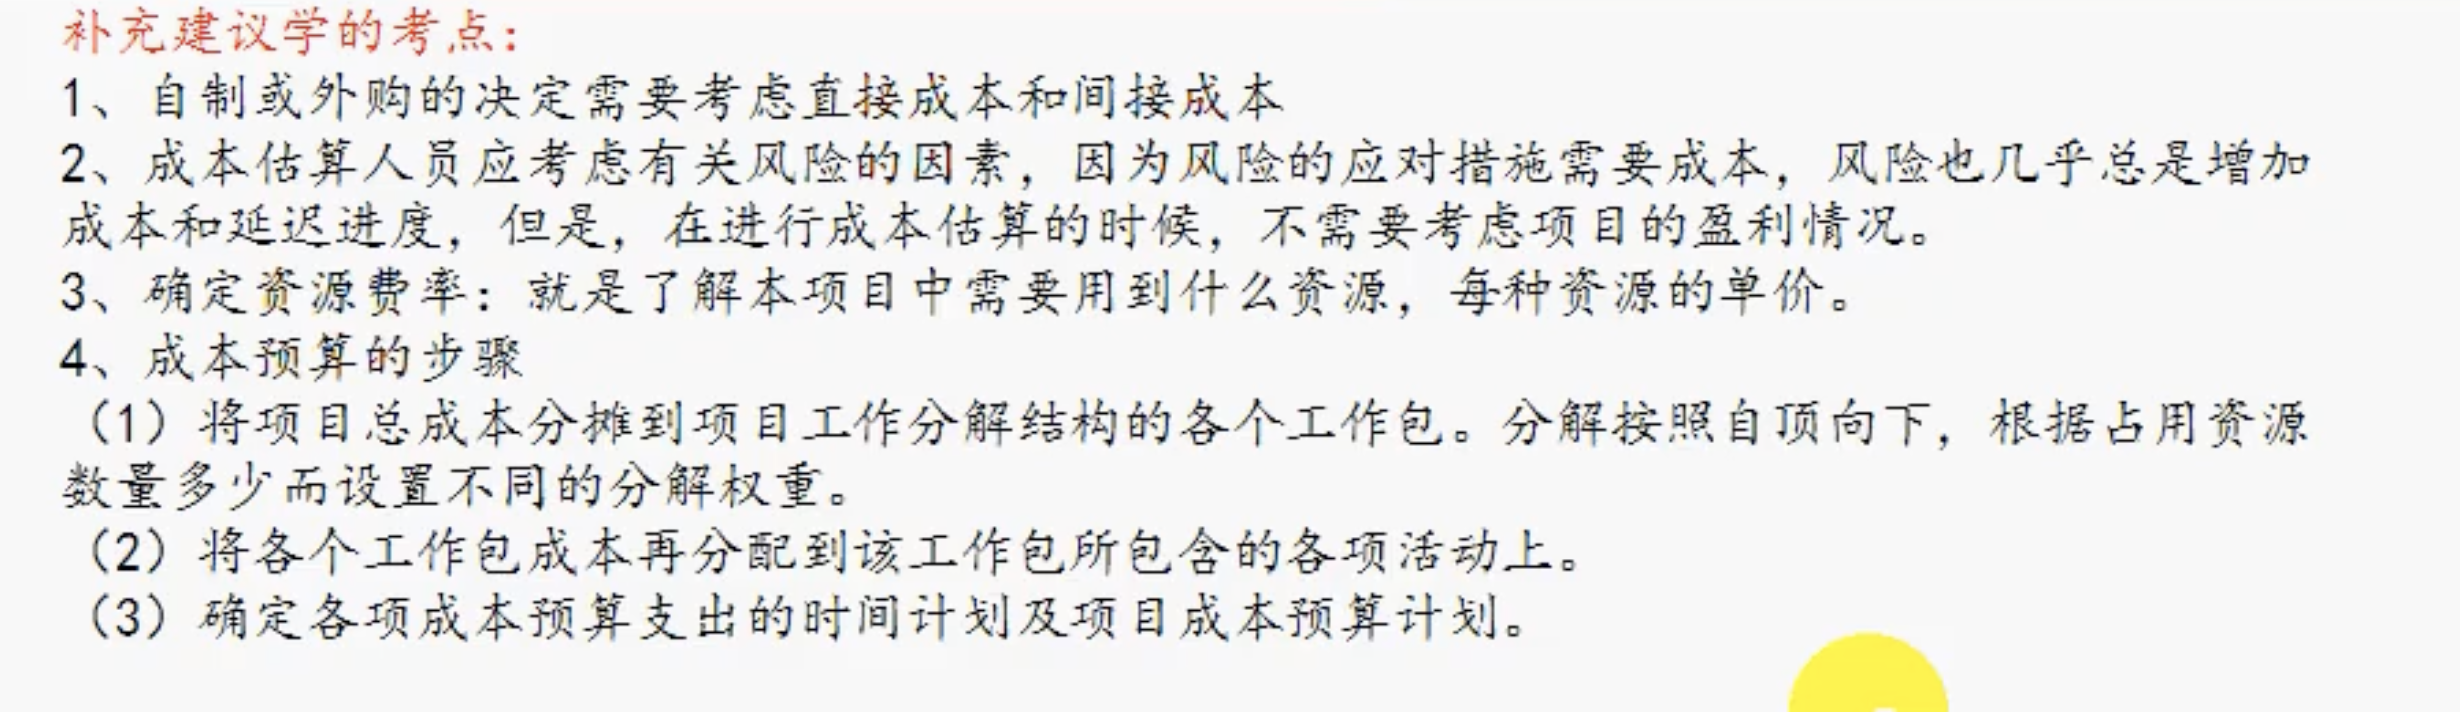 补充建议学的考点：
1、自制或外购的决定需要考虑直接成本和间接成本
2、成本估算人员应考虑有关风险的因素，因为风险的应对措施需要成本，风险也几乎总是增加
成本和延迟进度，但是，在进行成本估算的时候，不需要考虑项目的盈利情况。
3、确定资源费率：就是了解本项目中需要用到什么资源，每种资源的单价。
4、成本预算的步骤
（1）将项目总成本分摊到项目工作分解结构的各个工作包。分解按照自顶向下，根据占用资源
数量多少而设置不同的分解权重。
（2）将各个工作包成本再分配到该工作包所包含的各项活动上。
（3）确定各项成本预算支出的时间计划及项目成本预算计划。